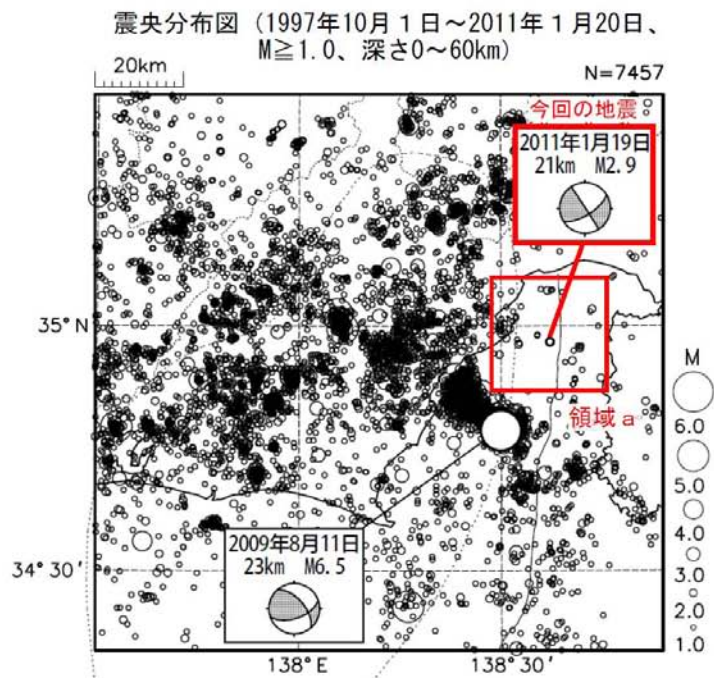 震央分布図（1997年10月１日～2011年１月20日、
M≧1.0、深さ0～60km）
20km
N=7457
今回の地震
2011年1月19日
21km M2.9
35°N
領域ａ
M
6.0
5.0
4.0
3.0
2.0
1.0
2009年8月11日
23km M6.5
34°30′
138°E
138°30′